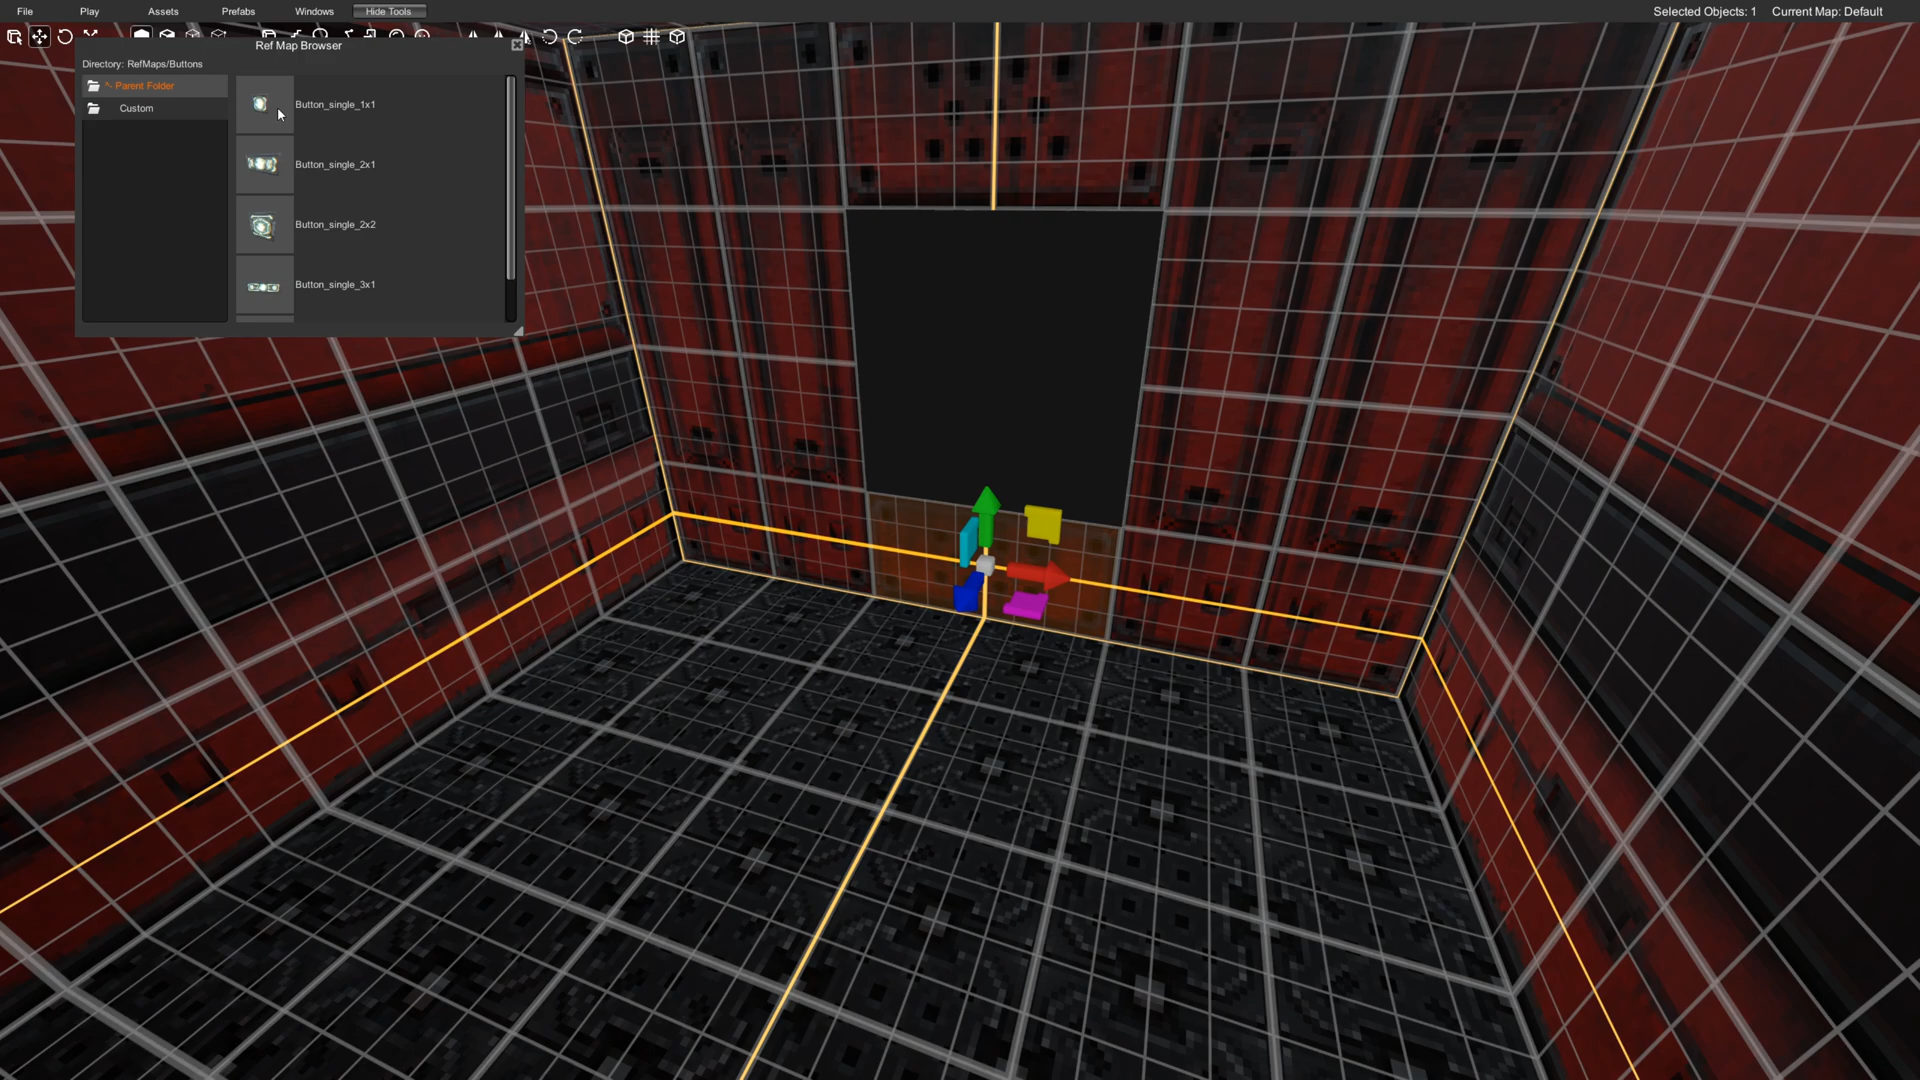 File Play Assets Prefabs Windows Hide Tools Selected Objects: 1 Current Map: Default
Ref Map Browser
Directory: RefMaps/Buttons
Parent Folder
Custom
Button_single_1x1
Button_single_2x1
Button_single_2x2
Button_single_3x1